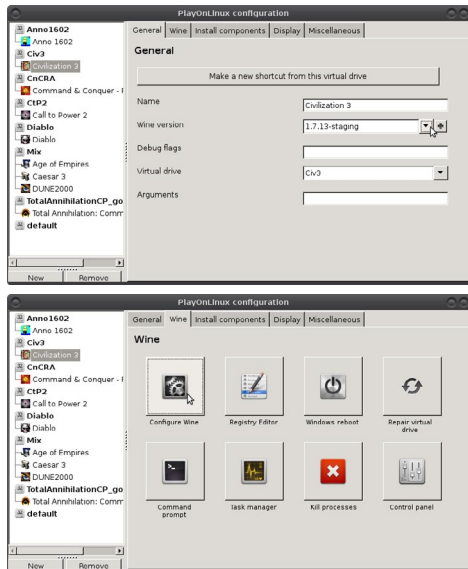 PlayOnLinux configuration
Anno1602
Anno 1602
Civ3
Civilization 3
CnCRA
Command & Conquer - I
CtP2
Call to Power 2
Diablo
Diablo
Mix
Age of Empires
Caesar 3
DUNE2000
TotalAnnihilationCP_go
Total Annihilation: Comm
default
New Remove
General Wine Install components Display Miscellaneous
General
Make a new shortcut from this virtual drive
Name Civilization 3
Wine version 1.7.13-staging
Debug flags
Virtual drive Civ3
Arguments
PlayOnLinux configuration
Anno1602
Anno 1602
Civ3
Civilization 3
CnCRA
Command & Conquer - I
CtP2
Call to Power 2
Diablo
Diablo
Mix
Age of Empires
Caesar 3
DUNE2000
TotalAnnihilationCP_go
Total Annihilation: Comm
default
New Remove
General Wine Install components Display Miscellaneous
Wine
Configure Wine Registry Editor Windows reboot Repair virtual
drive
Command Task manager Kill processes Control panel
prompt